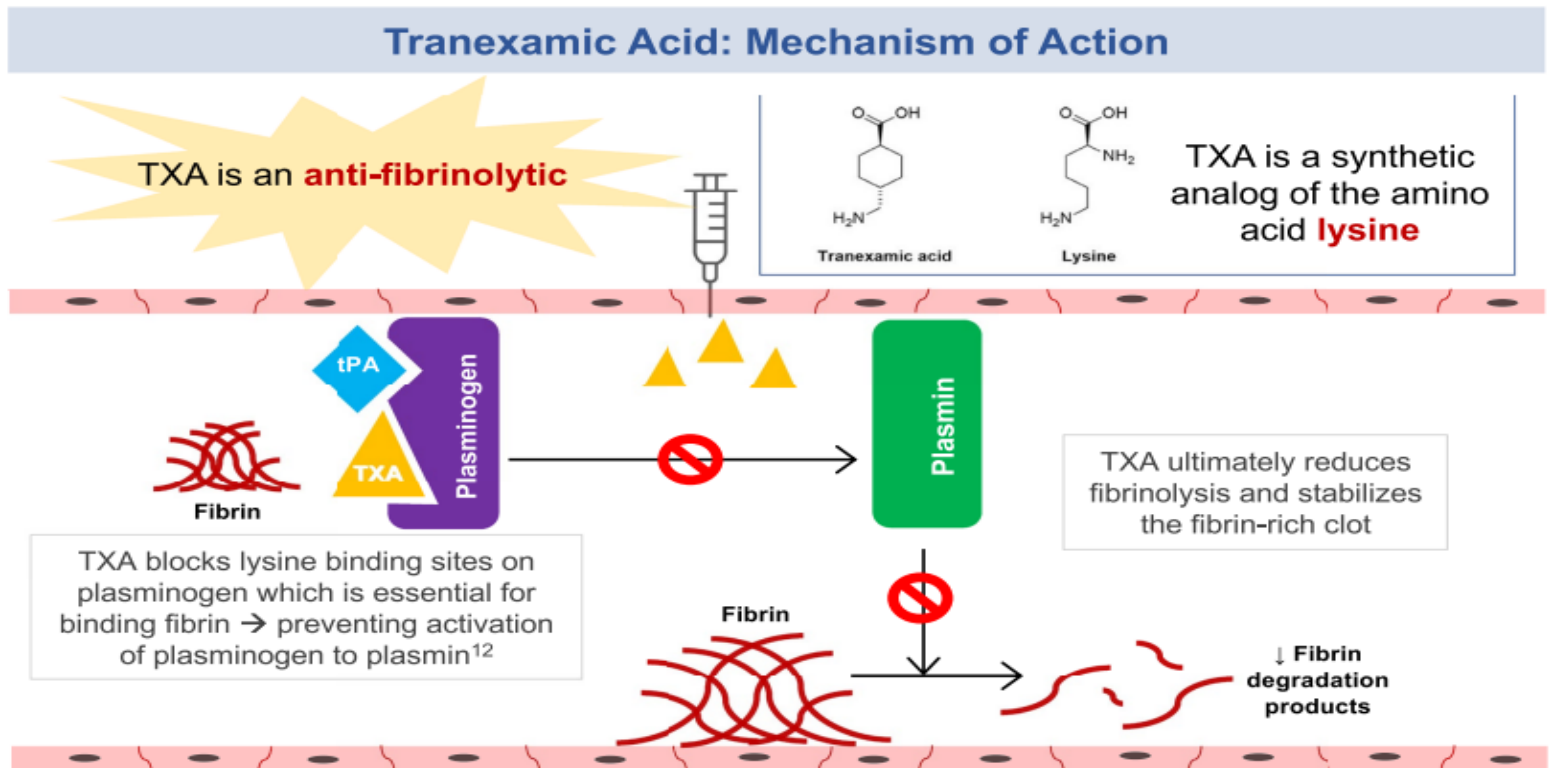 Tranexamic Acid: Mechanism of Action
TXA is an anti-fibrinolytic
O
OH
H₂N
Tranexamic acid
O
OH
NH₂
H₂N
Lysine
TXA is a synthetic
analog of the amino
acid lysine
tPA
TXA
Plasminogen
Fibrin
Plasmin
TXA blocks lysine binding sites on
plasminogen which is essential for
binding fibrin → preventing activation
of plasminogen to plasmin¹²
TXA ultimately reduces
fibrinolysis and stabilizes
the fibrin-rich clot
Fibrin
↓ Fibrin
degradation
products